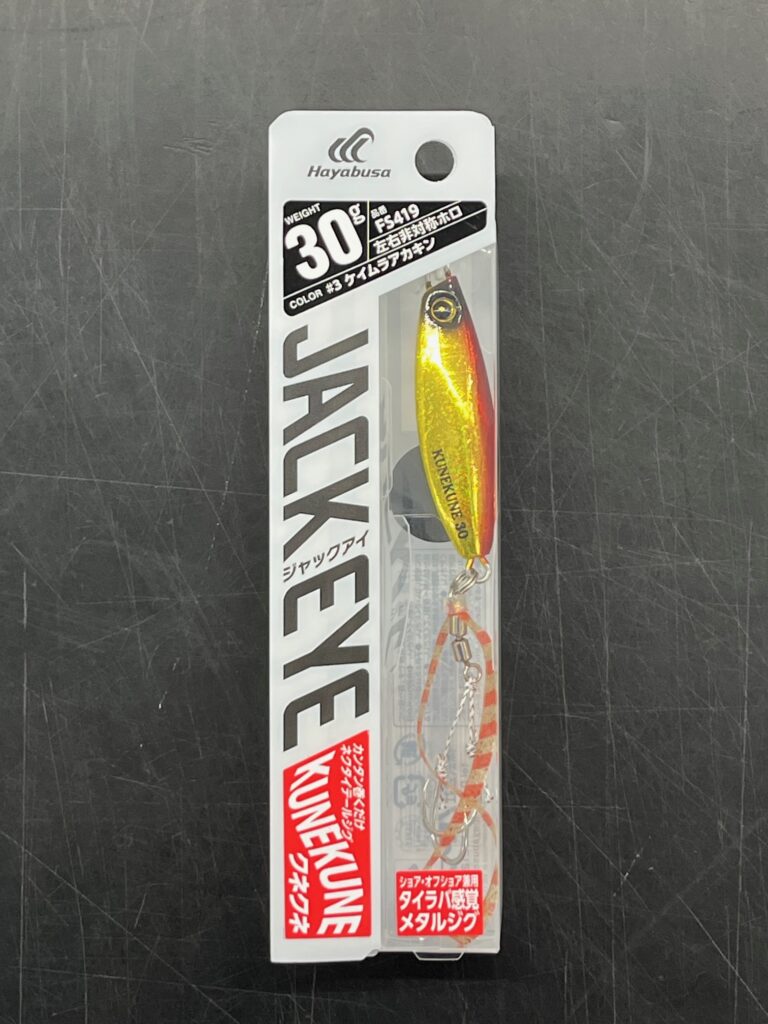 Hayabusa
WEIGHT
30g
品番
FS419
左右非対称ホロ
COLOR #3 ケイムラアカキン
JACKEYE
ジャックアイ
KUNEKUNE 30
カンタン巻くだけ
ネクタイテールジグ
KUNEKUNE
クネクネ
ショア・オフショア兼用
タイラバ感覚
メタルジグ